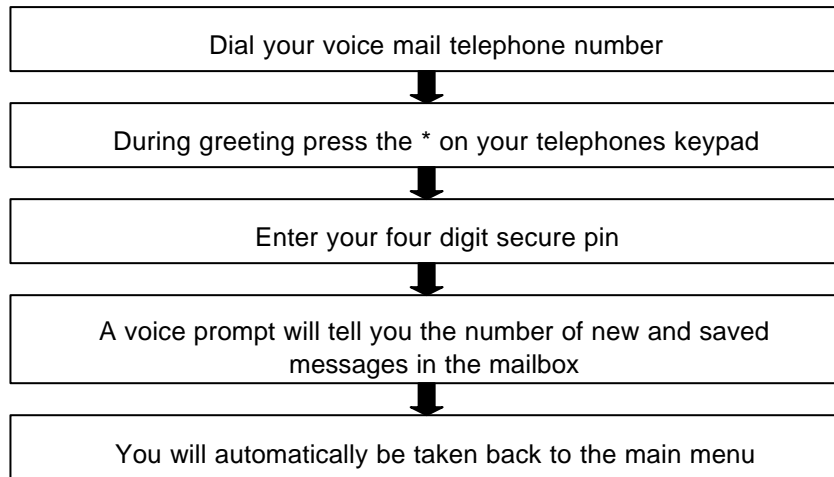 Dial your voice mail telephone number
During greeting press the * on your telephones keypad
Enter your four digit secure pin
A voice prompt will tell you the number of new and saved
messages in the mailbox
You will automatically be taken back to the main menu